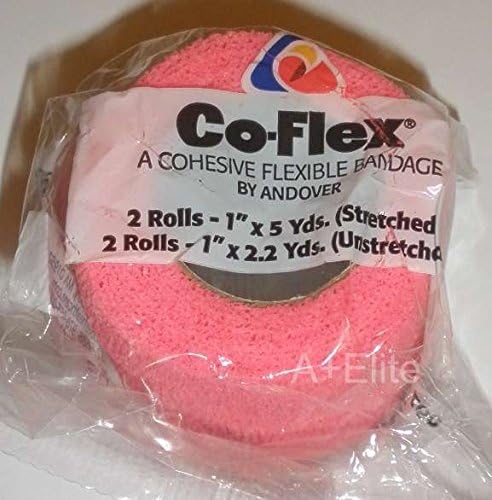 Co-Flex®
A COHESIVE FLEXIBLE BANDAGE
BY ANDOVER
2 Rolls - 1" x 5 Yds. (Stretched
2 Rolls - 1" x 2.2 Yds. (Unstretche
A+Elite